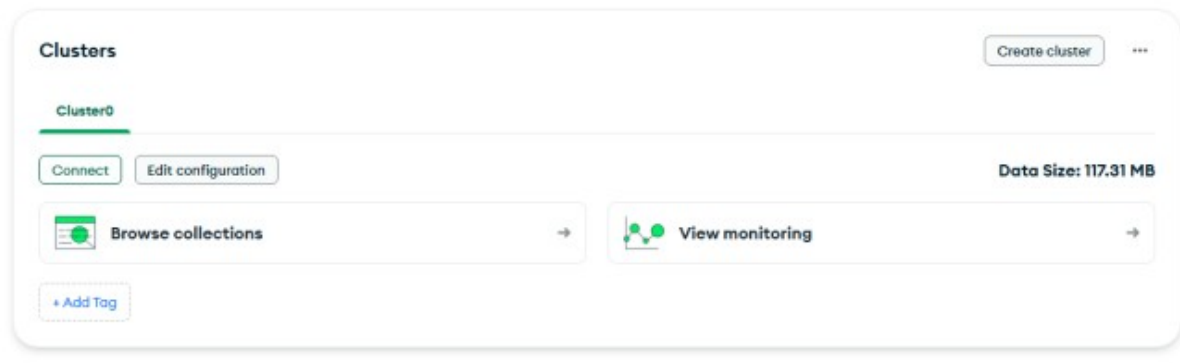 Clusters
Create cluster
Cluster0
Connect
Edit configuration
Data Size: 117.31 MB
Browse collections
View monitoring
+ Add Tag